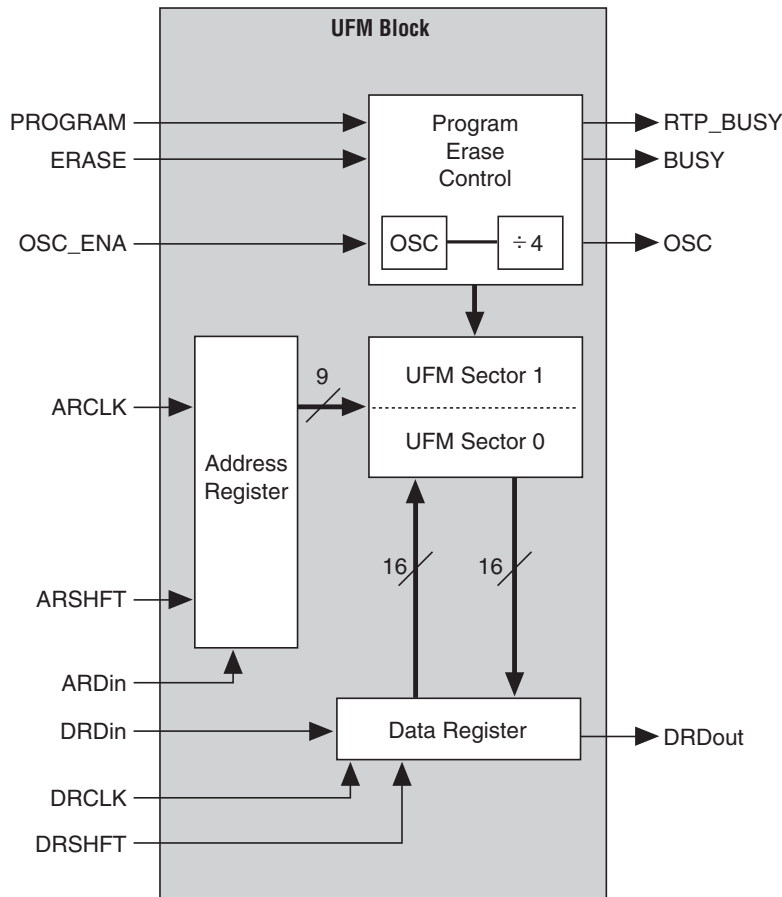 UFM Block
PROGRAM
ERASE
OSC_ENA
Program
Erase
Control
OSC
÷ 4
RTP_BUSY
BUSY
OSC
ARCLK
ARSHFT
ARDin
Address
Register
9
UFM Sector 1
UFM Sector 0
16
16
DRDin
DRCLK
DRSHFT
Data Register
DRDout